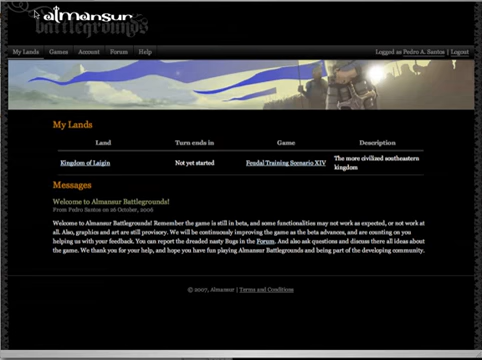 almansur
battlegrounds
My Lands Games Account Forum Help Logged as Pedro A. Santos | Logout
My Lands
Land Turn ends in Game Description
Kingdom of Laigin Not yet started Feudal Training Scenario XIV The more civilized southeastern
kingdom
Messages
Welcome to Almansur Battlegrounds!
From Pedro Santos on 26 October, 2006
Welcome to Almansur Battlegrounds! Remember the game is still in beta, and some functionalities may not work as expected, or not work at
all. Also, graphics and art are still provisory. We will be continuously improving the game as the beta advances, and are counting on you
helping us with your feedback. You can report the dreaded nasty Bugs in the Forum. And also ask questions and discuss there all ideas about
the game. We thank you for your help, and hope you have fun playing Almansur Battlegrounds and being part of the developing community.
© 2007, Almansur | Terms and Conditions